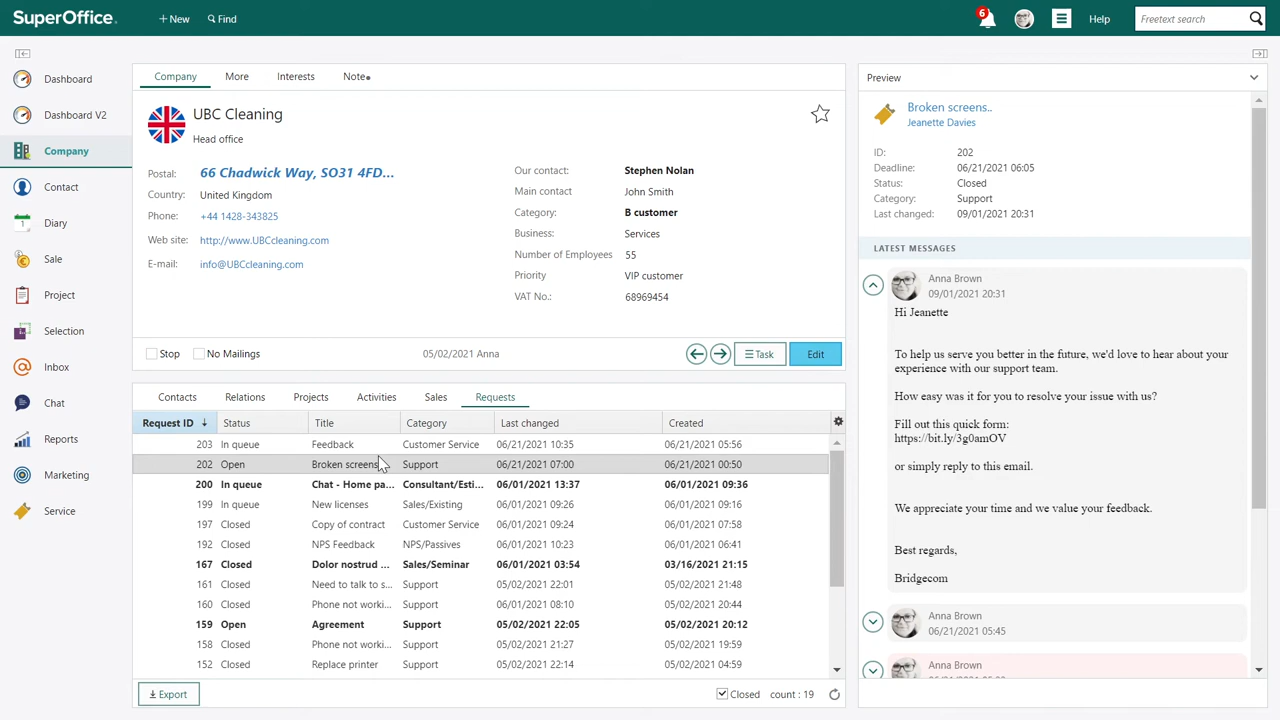 SuperOffice
+ New
Find
6
Help
Freetext search
Dashboard
Dashboard V2
Company
Contact
Diary
Sale
Project
Selection
Inbox
Chat
Reports
Marketing
Service
Company More Interests Note
UBC Cleaning
Head office
Postal: 66 Chadwick Way, SO31 4FD...
Country: United Kingdom
Phone: +44 1428-343825
Web site: http://www.UBCcleaning.com
E-mail: info@UBCcleaning.com
Our contact: Stephen Nolan
Main contact John Smith
Category: B customer
Business: Services
Number of Employees 55
Priority VIP customer
VAT No.: 68969454
Stop No Mailings 05/02/2021 Anna Task Edit
Contacts Relations Projects Activities Sales Requests
Request ID Status Title Category Last changed Created
203 In queue Feedback Customer Service 06/21/2021 10:35 06/21/2021 05:56
202 Open Broken screens Support 06/21/2021 07:00 06/21/2021 00:50
200 In queue Chat - Home pa... Consultant/Esti... 06/01/2021 13:37 06/01/2021 09:36
199 In queue New licenses Sales/Existing 06/01/2021 09:26 06/01/2021 09:16
197 Closed Copy of contract Customer Service 06/01/2021 09:24 06/01/2021 07:58
192 Closed NPS Feedback NPS/Passives 06/01/2021 10:23 06/01/2021 06:41
167 Closed Dolor nostrud ... Sales/Seminar 06/01/2021 03:54 03/16/2021 21:15
161 Closed Need to talk to s... Support 05/02/2021 22:01 05/02/2021 21:48
160 Closed Phone not worki... Support 06/01/2021 08:10 05/02/2021 20:44
159 Open Agreement Support 05/02/2021 22:05 05/02/2021 20:12
158 Closed Phone not worki... Support 05/02/2021 21:27 05/02/2021 19:59
152 Closed Replace printer Support 05/02/2021 22:14 05/02/2021 04:59
Export Closed count : 19
Preview
Broken screens..
Jeanette Davies
ID: 202
Deadline: 06/21/2021 06:05
Status: Closed
Category: Support
Last changed: 09/01/2021 20:31
LATEST MESSAGES
Anna Brown
09/01/2021 20:31
Hi Jeanette
To help us serve you better in the future, we'd love to hear about your
experience with our support team.
How easy was it for you to resolve your issue with us?
Fill out this quick form:
https://bit.ly/3g0amOV
or simply reply to this email.
We appreciate your time and we value your feedback.
Best regards,
Bridgecom
Anna Brown
06/21/2021 05:45
Anna Brown